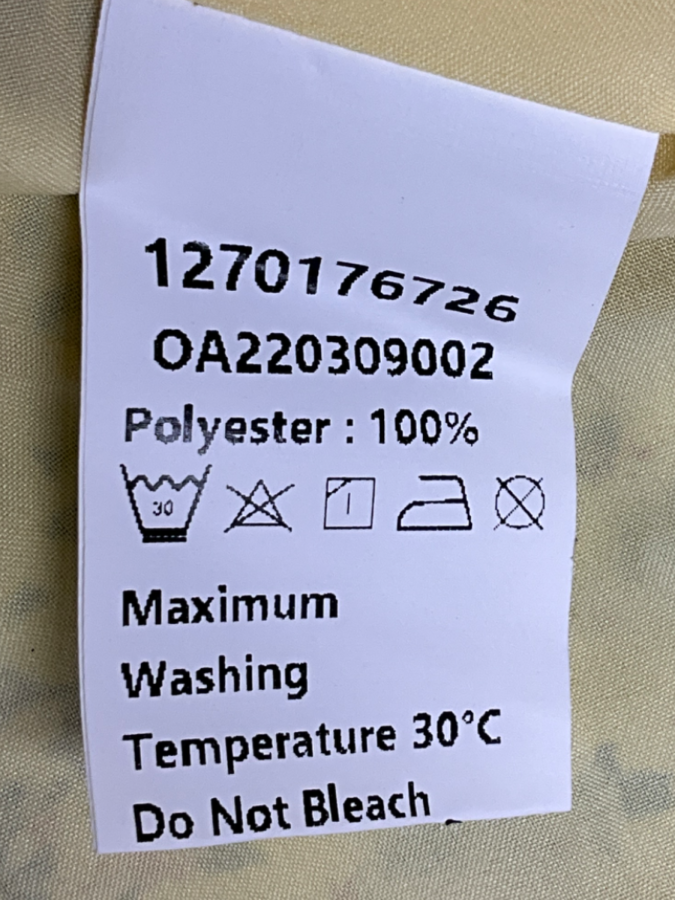 1270176726
OA220309002
Polyester : 100%
30
Maximum
Washing
Temperature 30°C
Do Not Bleach